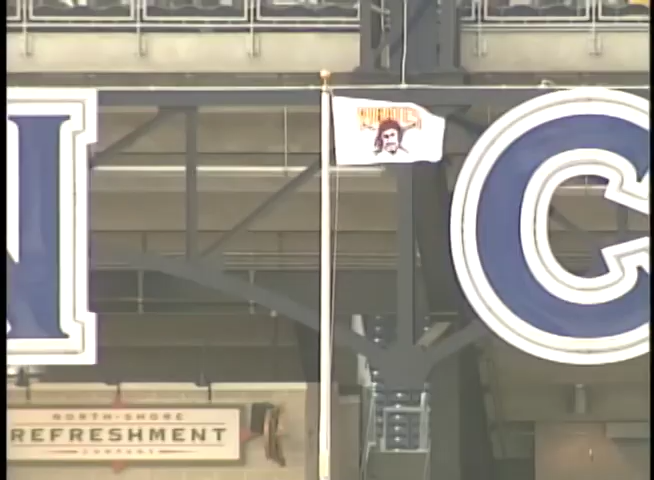 N C
PIRATES
NORTH·SHORE
REFRESHMENT
COMPANY